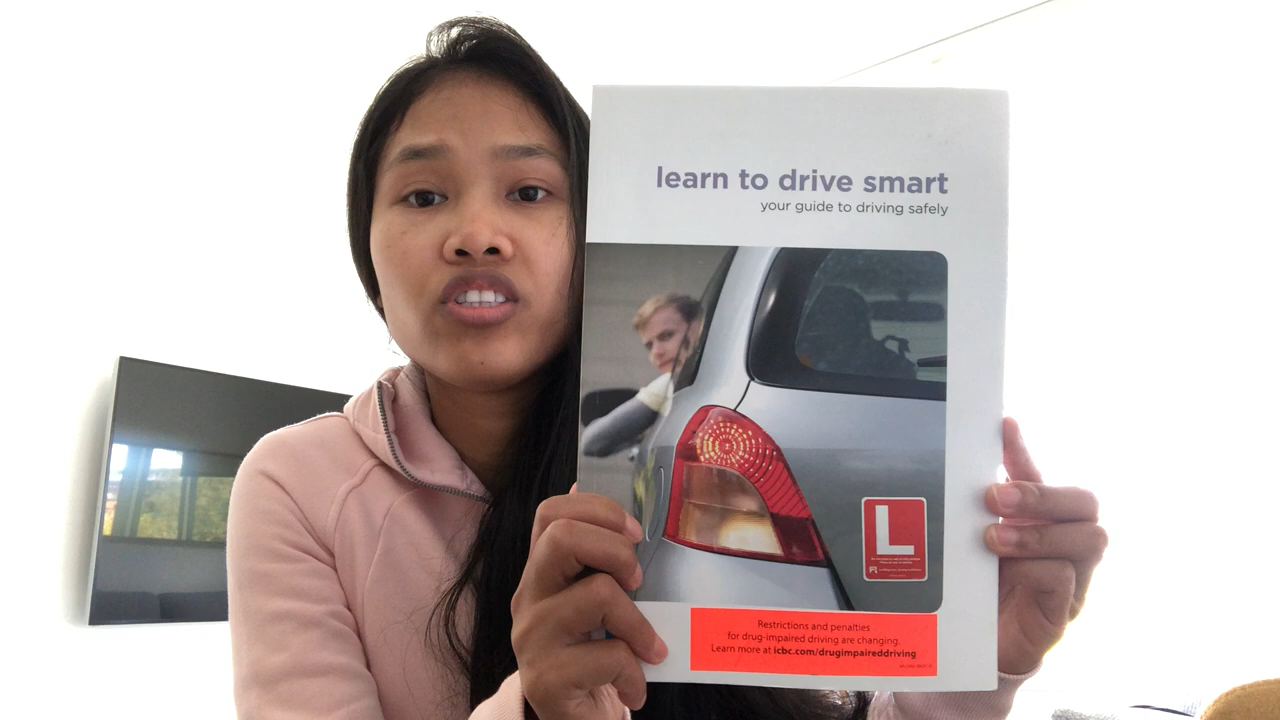 learn to drive smart
your guide to driving safely
L
Restrictions and penalties
for drug-impaired driving are changing.
Learn more at icbc.com/drugimpaireddriving